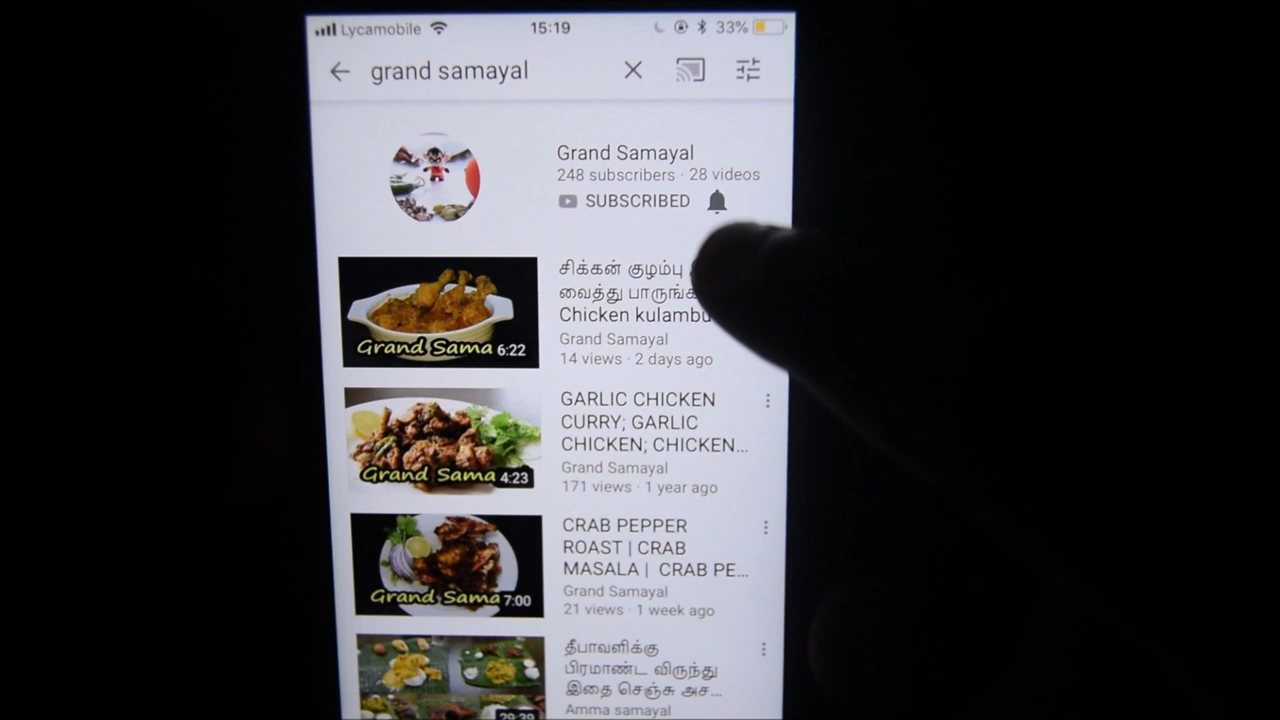 Lycamobile 15:19 33%
grand samayal
Grand Samayal
248 subscribers · 28 videos
SUBSCRIBED
சிக்கன் குழம்பு
வைத்து
Chicken kulambu
Grand Samayal
14 views · 2 days ago
Grand Sama 6:22
GARLIC CHICKEN
CURRY; GARLIC
CHICKEN; CHICKEN...
Grand Samayal
171 views · 1 year ago
Grand Sama 4:23
CRAB PEPPER
ROAST | CRAB
MASALA | CRAB PE...
Grand Samayal
21 views · 1 week ago
Grand Sama 7:00
தீபாவளிக்கு
பிரமாண்ட விருந்து
இதை செஞ்சு அச...
Amma samayal
29:39